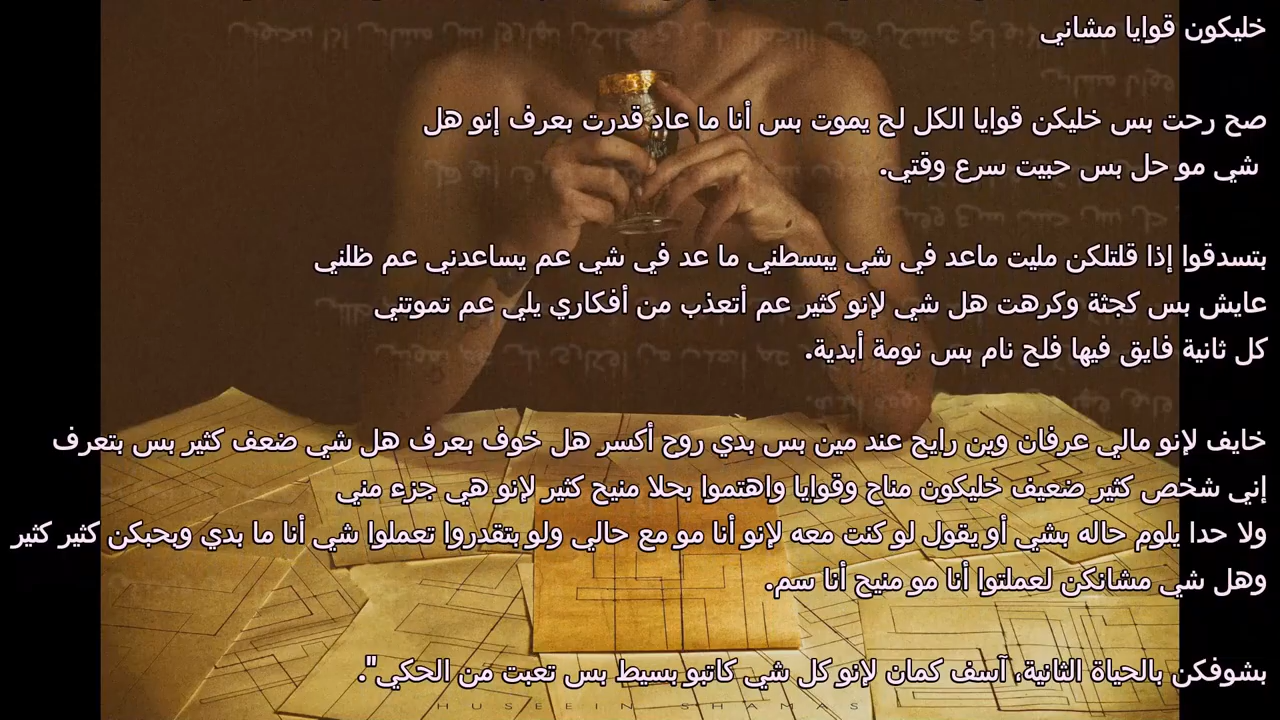 خليكون قوايا مشاني
صح رحت بس خليكن قوايا الكل لح يموت بس أنا ما عاد قدرت بعرف إنو هل
شي مو حل بس حبيت سرع وقتي.
بتسدقوا إذا قلتلكن مليت ماعد في شي يبسطني ما عد في شي عم يساعدني عم ظلني
عايش بس كجثة وكرهت هل شي لإنو كثير عم أتعذب من أفكاري يلي عم تموتني
كل ثانية فايق فيها فلح نام بس نومة أبدية.
خايف لإنو مالي عرفان وين رايح عند مين بس بدي روح أكسر هل خوف بعرف هل شي ضعف كثير بس بتعرف
إني شخص كثير ضعيف خليكون مناح وقوايا واهتموا بحلا منيح كثير لإنو هي جزء مني
ولا حدا يلوم حاله بشي أو يقول لو كنت معه لإنو أنا مو مع حالي ولو بتقدروا تعملوا شي أنا ما بدي وبحبكن كثير كثير
وهل شي مشانكن لعملتوا أنا مو منيح أنا سم.
بشوفكن بالحياة الثانية، آسف كمان لإنو كل شي كاتبو بسيط بس تعبت من الحكي".
HUSEEIN SHAMAS